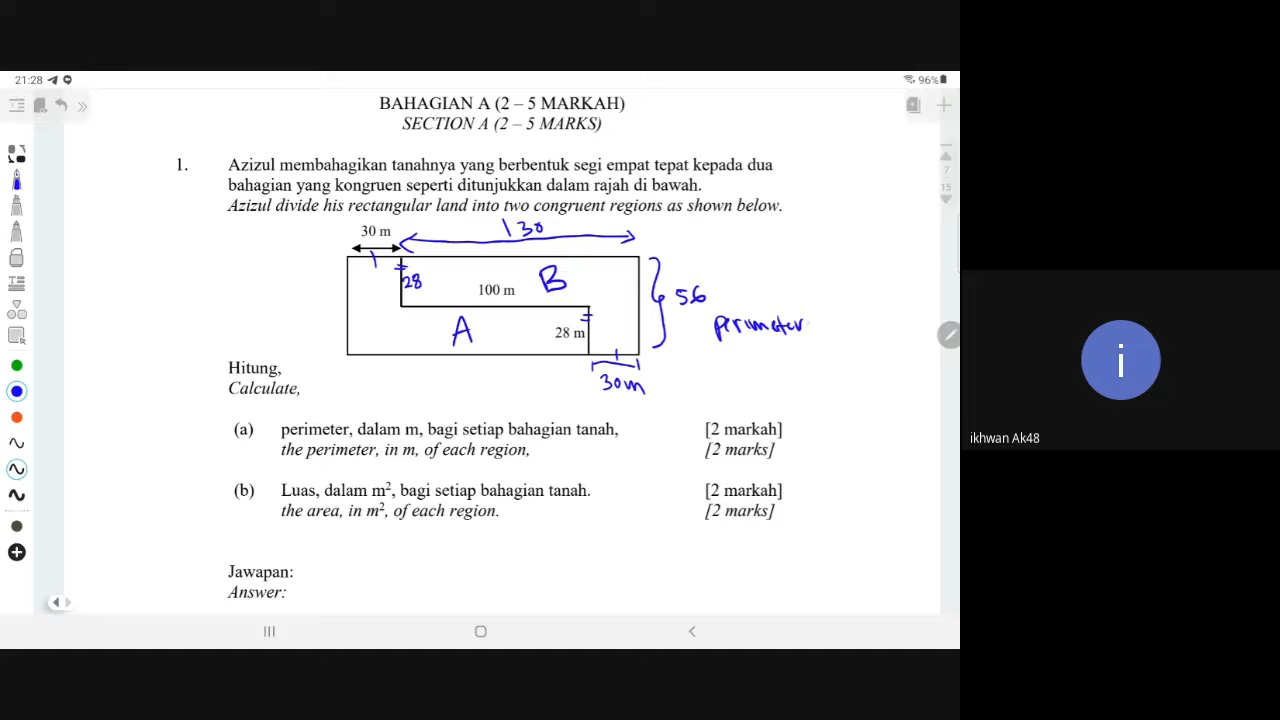 21:28
96%
BAHAGIAN A (2 – 5 MARKAH)
SECTION A (2 – 5 MARKS)
1. Azizul membahagikan tanahnya yang berbentuk segi empat tepat kepada dua
bahagian yang kongruen seperti ditunjukkan dalam rajah di bawah.
Azizul divide his rectangular land into two congruent regions as shown below.
30 m
130
28
100 m
B
56
A
28 m
perimeter
30m
Hitung,
Calculate,
(a) perimeter, dalam m, bagi setiap bahagian tanah, [2 markah]
the perimeter, in m, of each region, [2 marks]
(b) Luas, dalam m², bagi setiap bahagian tanah. [2 markah]
the area, in m², of each region. [2 marks]
Jawapan:
Answer:
7
15
i
ikhwan Ak48